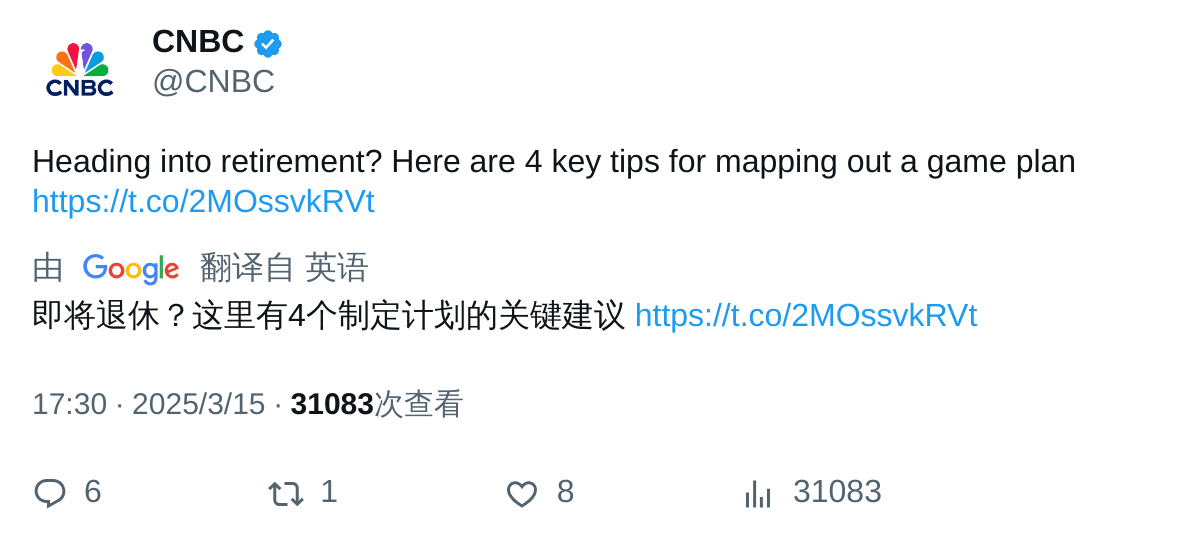 CNBC
CNBC
@CNBC
Heading into retirement? Here are 4 key tips for mapping out a game plan
https://t.co/2MOssvkRVt
由 Google 翻译自 英语
即将退休？这里有4个制定计划的关键建议 https://t.co/2MOssvkRVt
17:30 · 2025/3/15 · 31083次查看
6 1 8 31083